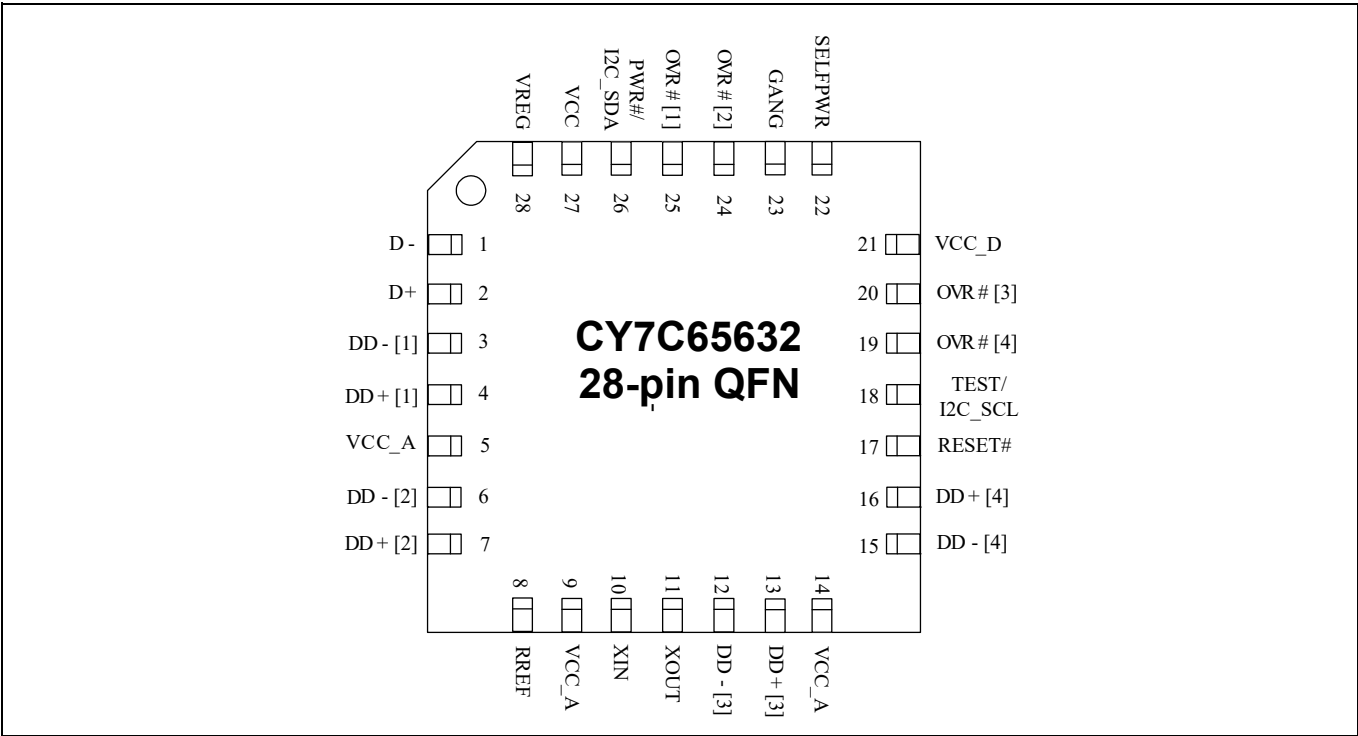 VREG
VCC
PWR#/
I2C_SDA
OVR # [1]
OVR # [2]
GANG
SELFPWR
28
27
26
25
24
23
22
D -
1
D+
2
DD - [1]
3
DD + [1]
4
VCC_A
5
DD - [2]
6
DD + [2]
7
CY7C65632
28-pin QFN
21
VCC_D
20
OVR # [3]
19
OVR # [4]
18
TEST/
I2C_SCL
17
RESET#
16
DD + [4]
15
DD - [4]
8
9
10
11
12
13
14
RREF
VCC_A
XIN
XOUT
DD - [3]
DD + [3]
VCC_A